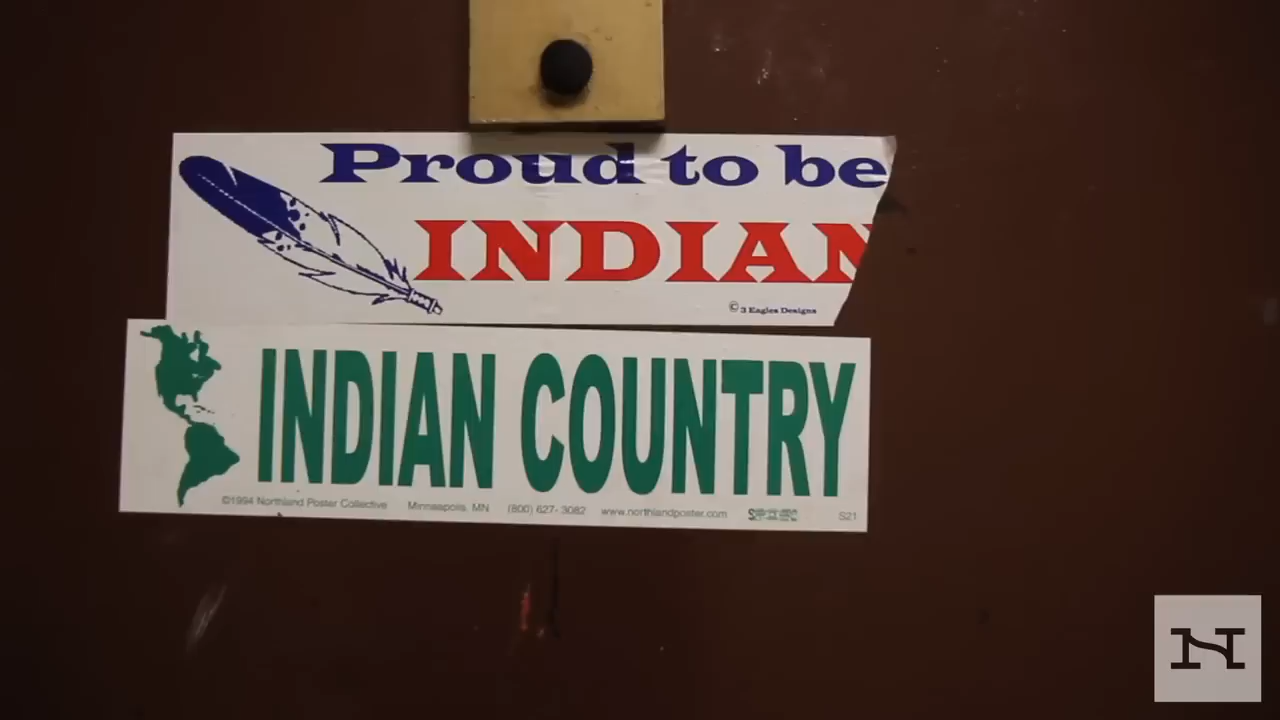 Proud to be
INDIAN
© 3 Eagles Designs
INDIAN COUNTRY
©1994 Northland Poster Collective Minneapolis, MN (800) 627- 3082 www.northlandposter.com S21
N